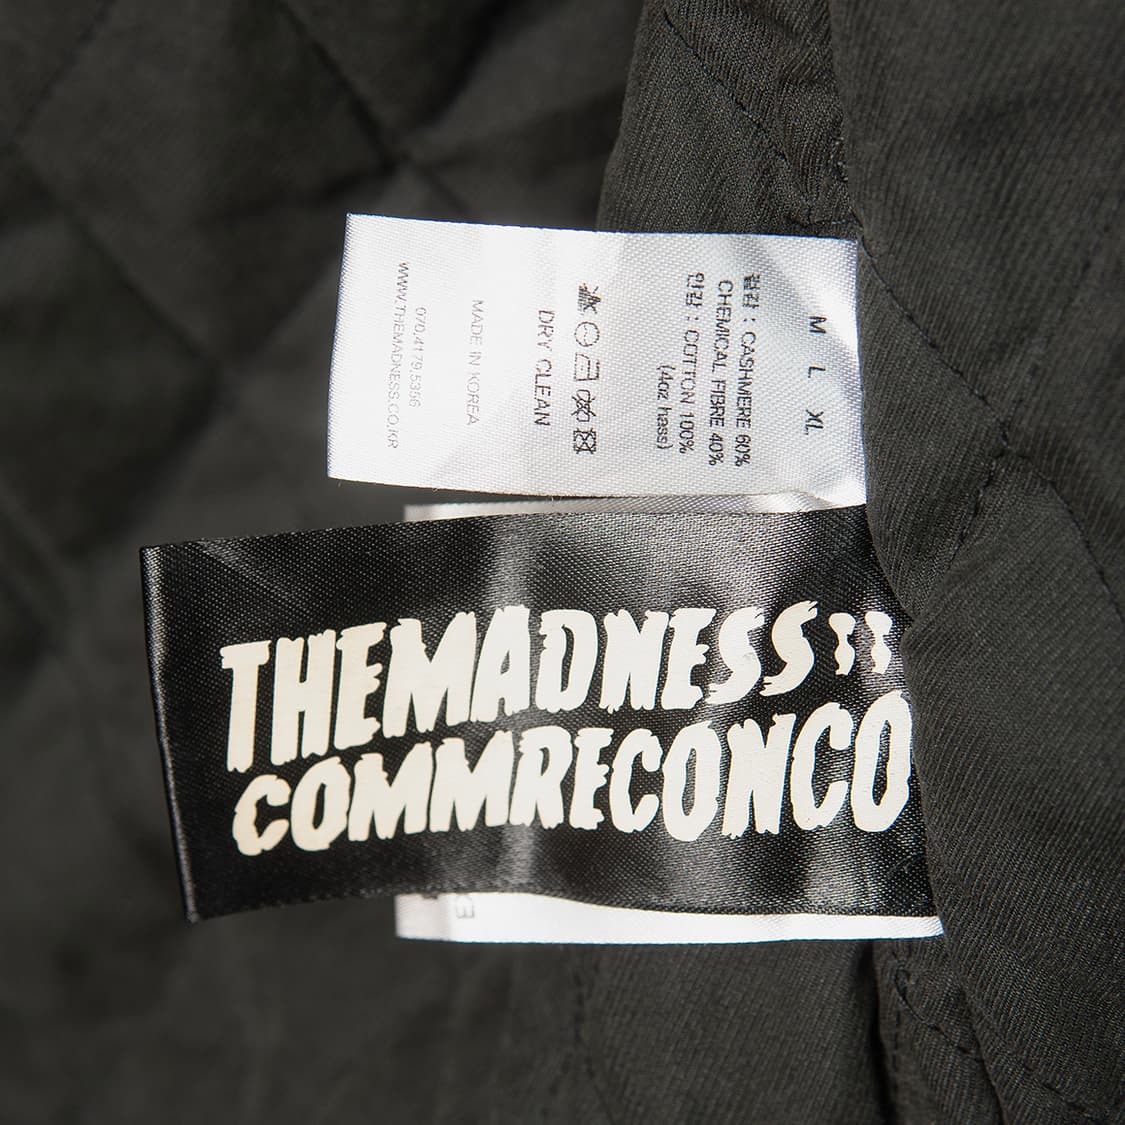 M L XL
겉감 : CASHMERE 60%
CHEMICAL FIBRE 40%
안감 : COTTON 100%
(4oz hass)
DRY CLEAN
MADE IN KOREA
070.4179.5356
WWW.THEMADNESS.CO.KR
THEMADNESS
COMMRECONCO